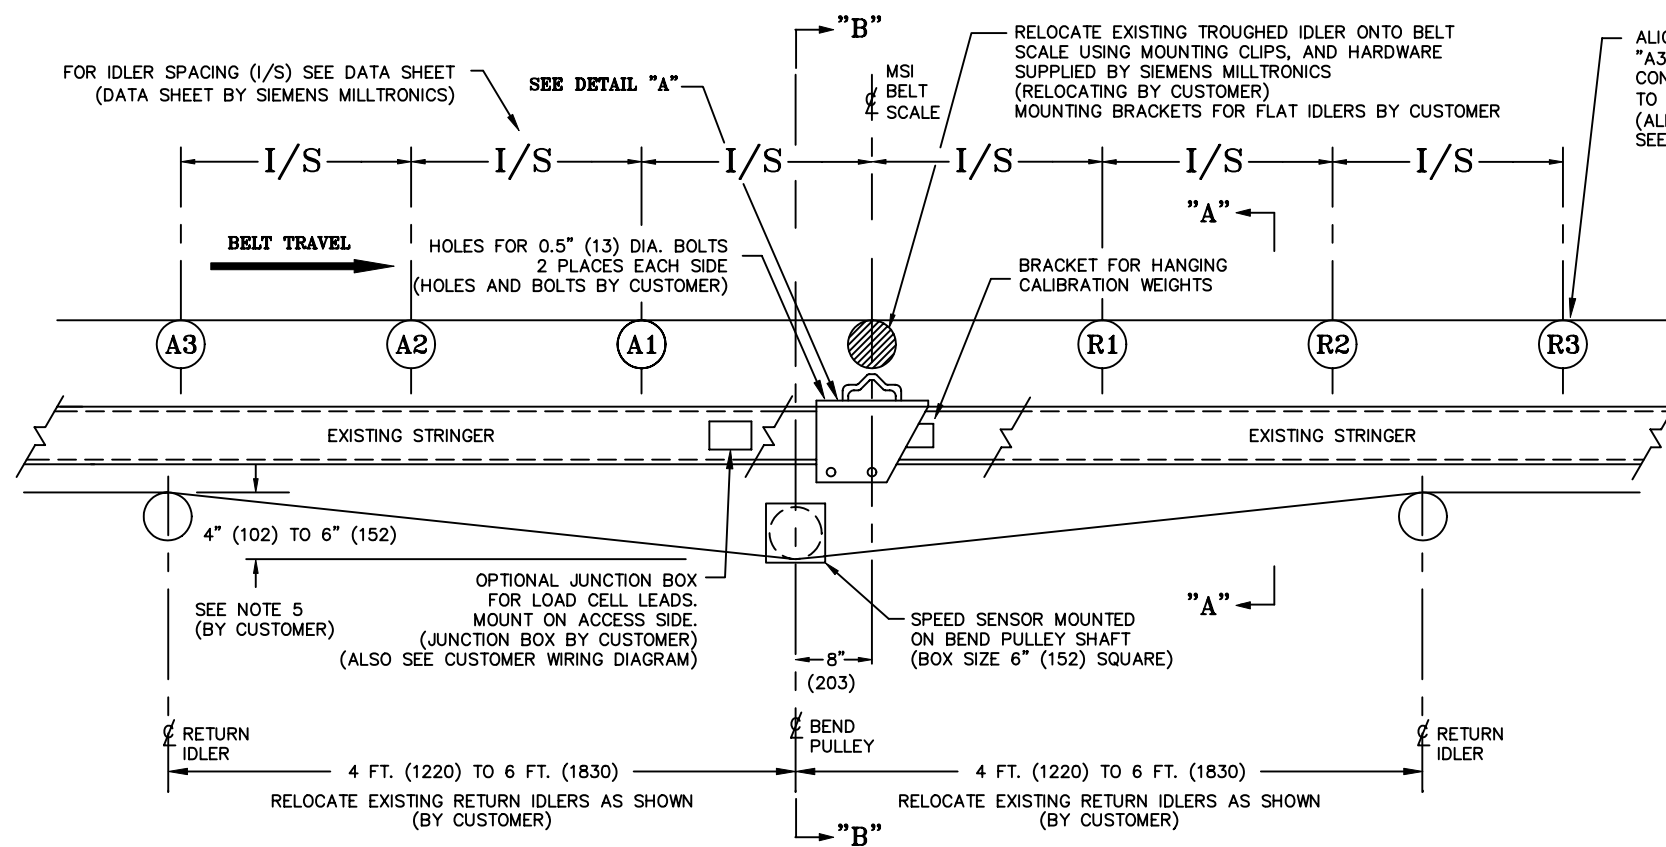 "B"
RELOCATE EXISTING TROUGHED IDLER ONTO BELT
SCALE USING MOUNTING CLIPS, AND HARDWARE
SUPPLIED BY SIEMENS MILLTRONICS
(RELOCATING BY CUSTOMER)
MOUNTING BRACKETS FOR FLAT IDLERS BY CUSTOMER
"A3
TO
SEE
FOR IDLER SPACING (I/S) SEE DATA SHEET
(DATA SHEET BY SIEMENS MILLTRONICS)
SEE DETAIL "A"
MSI
BELT
℄ SCALE
I/S
I/S
I/S
I/S
I/S
I/S
"A"
BELT TRAVEL
HOLES FOR 0.5" (13) DIA. BOLTS
2 PLACES EACH SIDE
(HOLES AND BOLTS BY CUSTOMER)
BRACKET FOR HANGING
CALIBRATION WEIGHTS
A3
A2
A1
R1
R2
R3
EXISTING STRINGER
EXISTING STRINGER
4" (102) TO 6" (152)
SEE NOTE 5
(BY CUSTOMER)
OPTIONAL JUNCTION BOX
FOR LOAD CELL LEADS.
MOUNT ON ACCESS SIDE.
(JUNCTION BOX BY CUSTOMER)
(ALSO SEE CUSTOMER WIRING DIAGRAM)
SPEED SENSOR MOUNTED
ON BEND PULLEY SHAFT
(BOX SIZE 6" (152) SQUARE)
"A"
8"
(203)
℄ RETURN
IDLER
℄ BEND
PULLEY
℄ RETURN
IDLER
4 FT. (1220) TO 6 FT. (1830)
4 FT. (1220) TO 6 FT. (1830)
RELOCATE EXISTING RETURN IDLERS AS SHOWN
(BY CUSTOMER)
RELOCATE EXISTING RETURN IDLERS AS SHOWN
(BY CUSTOMER)
"B"